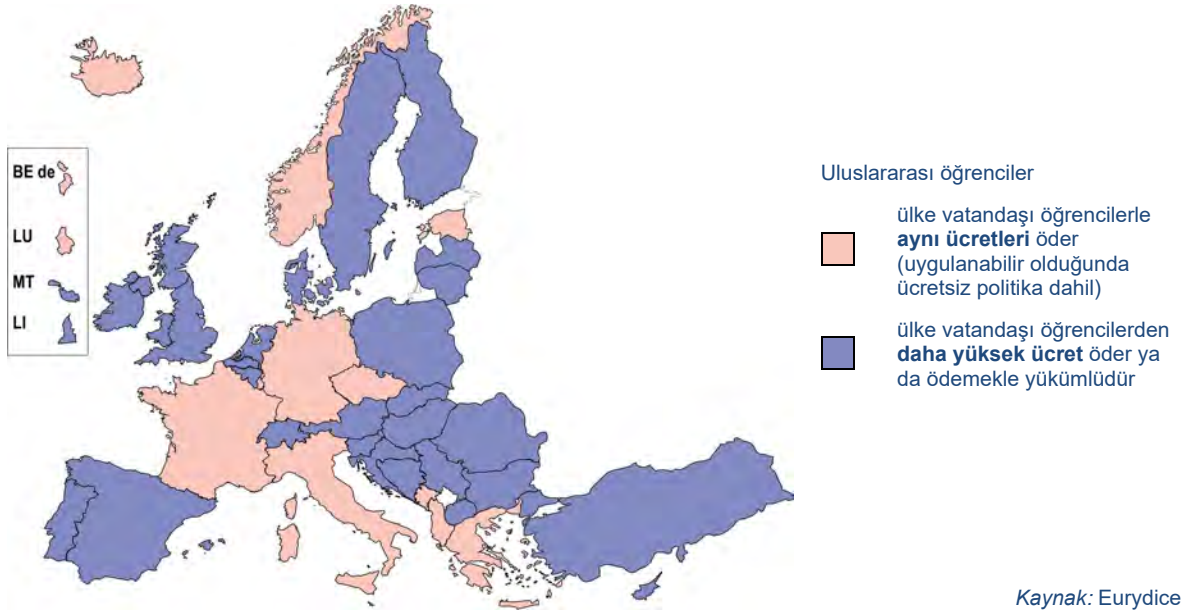 BE de
LU
MT
LI
Uluslararası öğrenciler
ülke vatandaşı öğrencilerle
aynı ücretleri öder
(uygulanabilir olduğunda
ücretsiz politika dahil)
ülke vatandaşı öğrencilerden
daha yüksek ücret öder ya
da ödemekle yükümlüdür
Kaynak: Eurydice